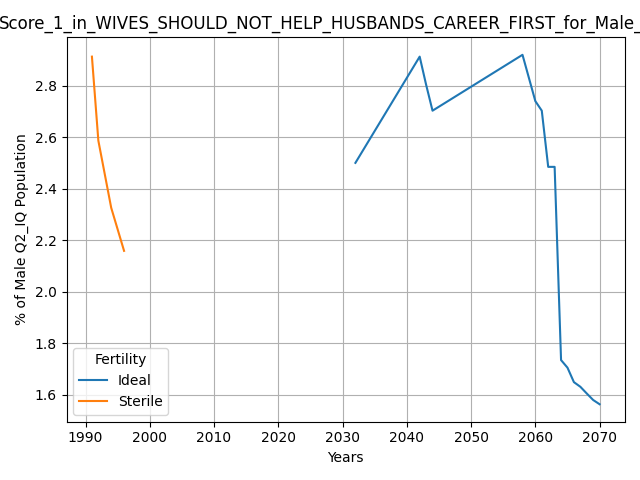 Score_1_in_WIVES_SHOULD_NOT_HELP_HUSBANDS_CAREER_FIRST_for_Male_
% of Male Q2_IQ Population
2.8
2.6
2.4
2.2
2.0
1.8
1.6
Fertility
Ideal
Sterile
1990 2000 2010 2020 2030 2040 2050 2060 2070
Years